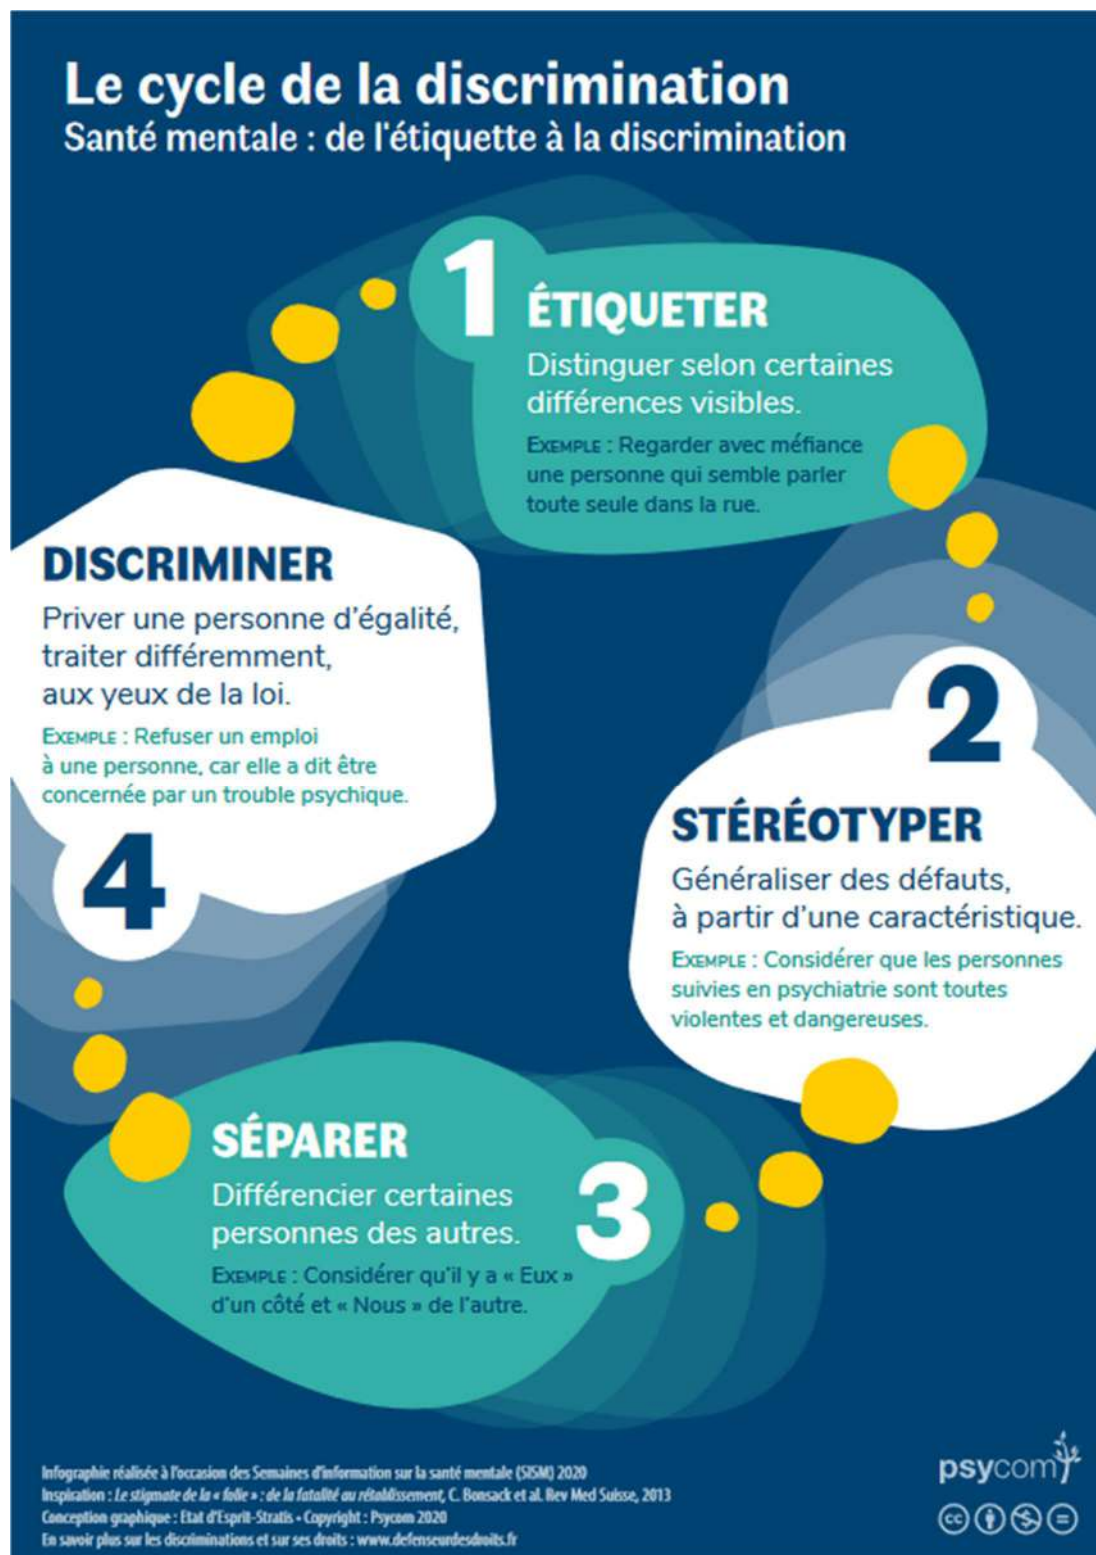 Le cycle de la discrimination
Santé mentale : de l'étiquette à la discrimination
1
ÉTIQUETER
Distinguer selon certaines
différences visibles.
EXEMPLE : Regarder avec méfiance
une personne qui semble parler
toute seule dans la rue.
2
STÉRÉOTYPER
Généraliser des défauts,
à partir d'une caractéristique.
EXEMPLE : Considérer que les personnes
suivies en psychiatrie sont toutes
violentes et dangereuses.
3
SÉPARER
Différencier certaines
personnes des autres.
EXEMPLE : Considérer qu'il y a « Eux »
d'un côté et « Nous » de l'autre.
4
DISCRIMINER
Priver une personne d'égalité,
traiter différemment,
aux yeux de la loi.
EXEMPLE : Refuser un emploi
à une personne, car elle a dit être
concernée par un trouble psychique.
Infographie réalisée à l'occasion des Semaines d'information sur la santé mentale (SISM) 2020
Inspiration : Le stigmate de la « folie » : de la fatalité au rétablissement, C. Bonsack et al. Rev Med Suisse, 2013
Conception graphique : Etat d'Esprit-Stratis • Copyright : Psycom 2020
En savoir plus sur les discriminations et sur ses droits : www.defenseurdesdroits.fr
psycom
cc